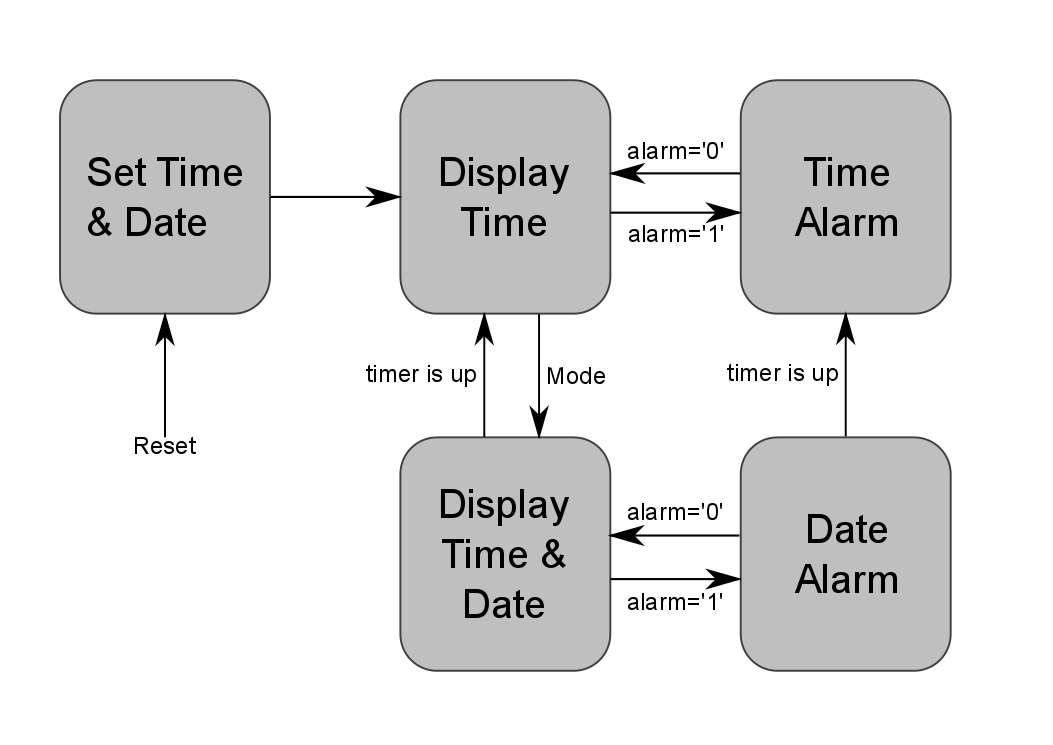 Set Time
& Date
Display
Time
alarm='0'
alarm='1'
Time
Alarm
timer is up
Mode
timer is up
Reset
Display
Time &
Date
alarm='0'
alarm='1'
Date
Alarm